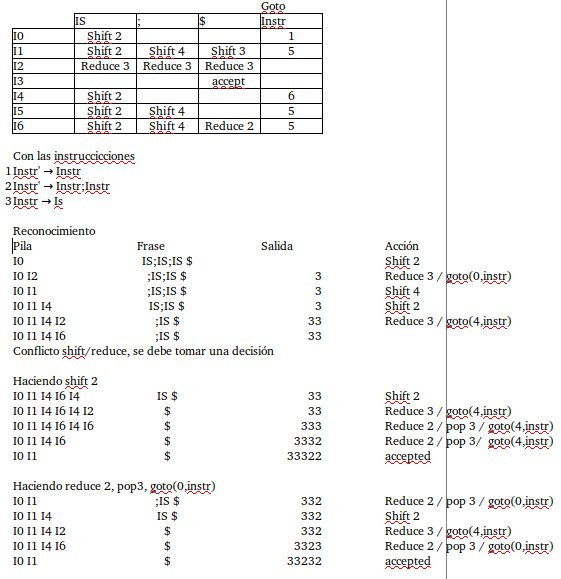 Goto
IS ; $ Instr
I0 Shift 2 1
I1 Shift 2 Shift 4 Shift 3 5
I2 Reduce 3 Reduce 3 Reduce 3
I3 accept
I4 Shift 2 6
I5 Shift 2 Shift 4 5
I6 Shift 2 Shift 4 Reduce 2 5
Con las instruccicciones
1 Instr' → Instr
2 Instr' → Instr;Instr
3 Instr → Is
Reconocimiento
Pila Frase Salida Acción
I0 IS;IS;IS $ Shift 2
I0 I2 ;IS;IS $ 3 Reduce 3 / goto(0,instr)
I0 I1 ;IS;IS $ 3 Shift 4
I0 I1 I4 IS;IS $ 3 Shift 2
I0 I1 I4 I2 ;IS $ 33 Reduce 3 / goto(4,instr)
I0 I1 I4 I6 ;IS $ 33
Conflicto shift/reduce, se debe tomar una decisión
Haciendo shift 2
I0 I1 I4 I6 I4 IS $ 33 Shift 2
I0 I1 I4 I6 I4 I2 $ 33 Reduce 3 / goto(4,instr)
I0 I1 I4 I6 I4 I6 $ 333 Reduce 2 / pop 3 / goto(4,instr)
I0 I1 I4 I6 $ 3332 Reduce 2 / pop 3/ goto(4,instr)
I0 I1 $ 33322 accepted
Haciendo reduce 2, pop3, goto(0,instr)
I0 I1 ;IS $ 332 Reduce 2 / pop 3 / goto(0,instr)
I0 I1 I4 IS $ 332 Shift 2
I0 I1 I4 I2 $ 332 Reduce 3 / goto(4,instr)
I0 I1 I4 I6 $ 3323 Reduce 2 / pop 3 / goto(0,instr)
I0 I1 $ 33232 accepted